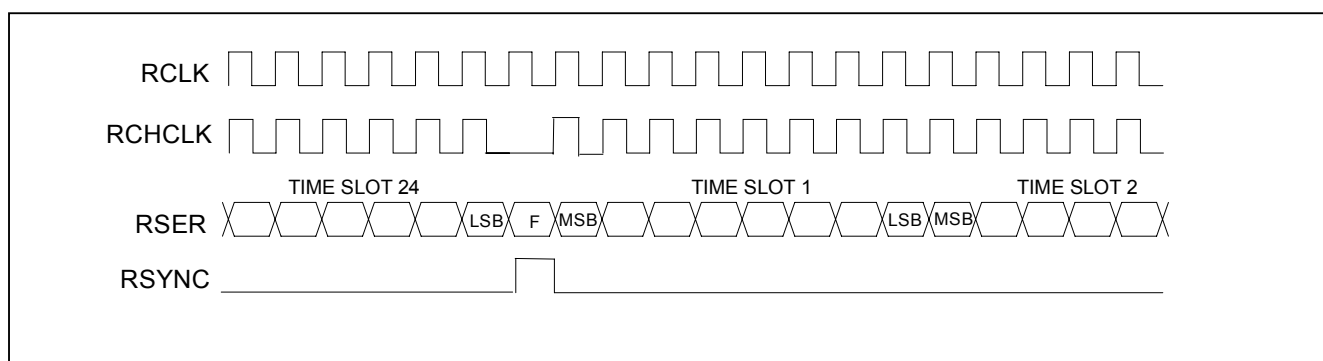 RCLK
RCHCLK
TIME SLOT 24 TIME SLOT 1 TIME SLOT 2
RSER LSB F MSB LSB MSB
RSYNC